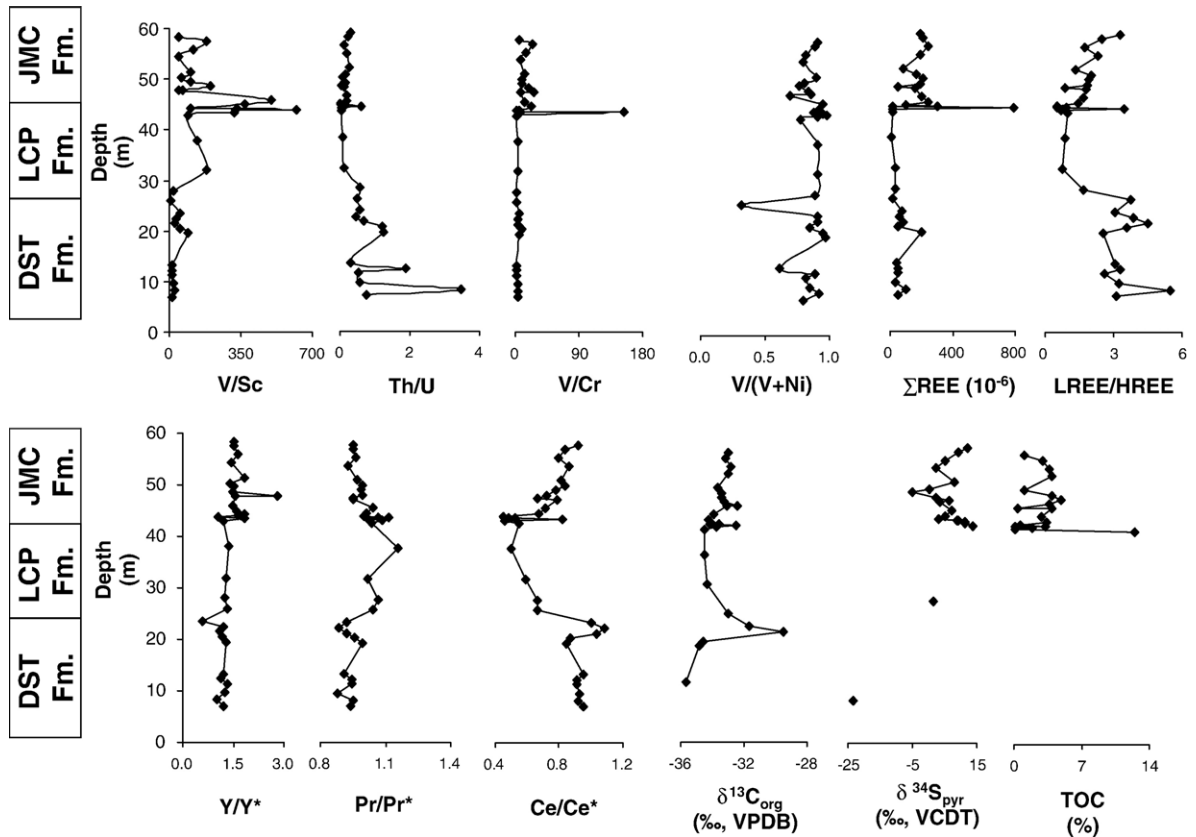 JMC
Fm.
LCP
Fm.
DST
Fm.
Depth
(m)
60
50
40
30
20
10
0
0 350 700
V/Sc
0 2 4
Th/U
0 90 180
V/Cr
0.0 0.5 1.0
V/(V+Ni)
0 400 800
∑REE (10⁻⁶)
0 3 6
LREE/HREE
JMC
Fm.
LCP
Fm.
DST
Fm.
Depth
(m)
60
50
40
30
20
10
0
0.0 1.5 3.0
Y/Y*
0.8 1.1 1.4
Pr/Pr*
0.4 0.8 1.2
Ce/Ce*
-36 -32 -28
δ¹³C_org
(‰, VPDB)
-25 -5 15
δ ³⁴S_pyr
(‰, VCDT)
0 7 14
TOC
(%)